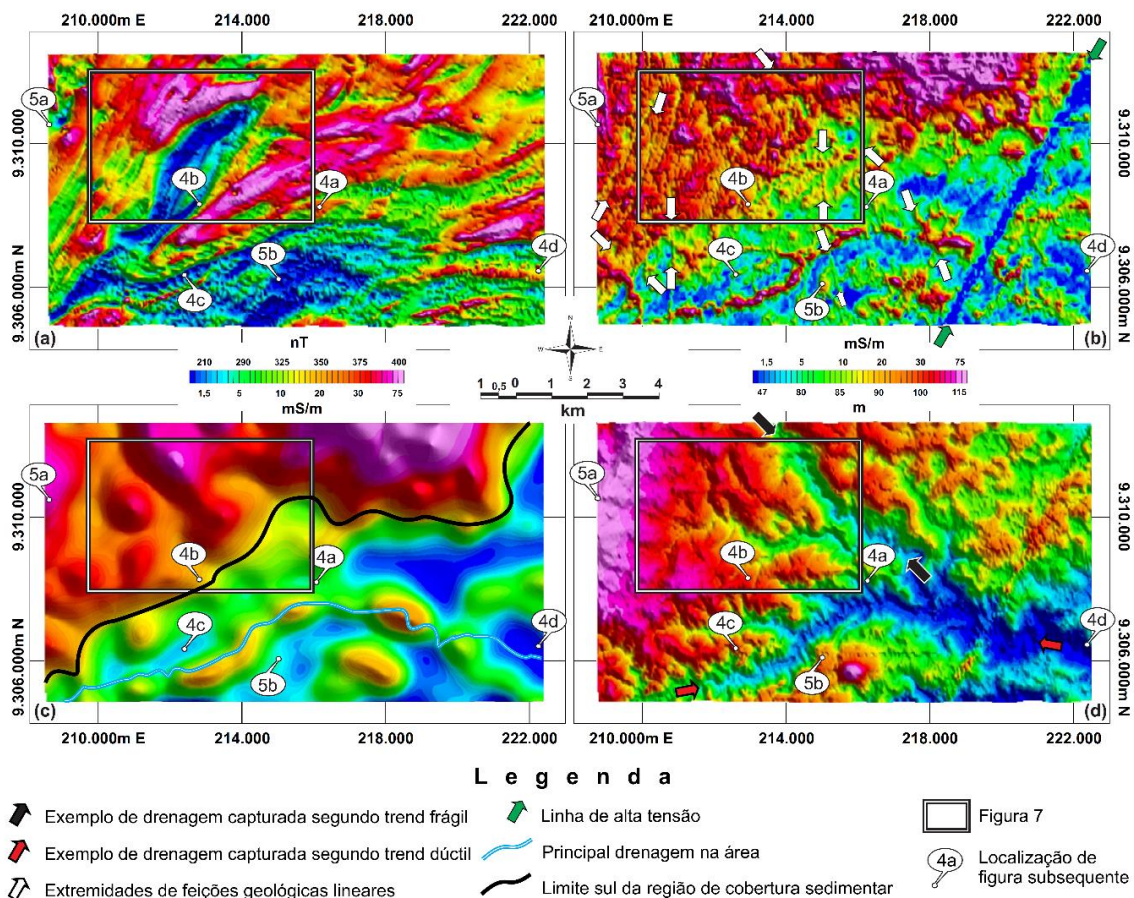 210.000m E 214.000 218.000 222.000
210.000m E 214.000 218.000 222.000
5a
9.310.000
4b
4a
5b
4d
9.306.000m N
4c
(a)
5a
9.310.000
4b
4a
4c
4d
5b
9.306.000m N
(b)
nT
210 290 325 350 375 400
1,5 5 10 20 30 75
mS/m
N
W E
S
1 0,5 0 1 2 3 4
km
mS/m
1,5 5 10 20 30 75
47 80 85 90 100 115
m
5a
9.310.000
4b
4a
4c
4d
5b
9.306.000m N
(c)
210.000m E 214.000 218.000 222.000
5a
9.310.000
4b
4a
4c
4d
5b
9.306.000m N
(d)
210.000m E 214.000 218.000 222.000
Legenda
Exemplo de drenagem capturada segundo trend frágil
Exemplo de drenagem capturada segundo trend dúctil
Extremidades de feições geológicas lineares
Linha de alta tensão
Principal drenagem na área
Limite sul da região de cobertura sedimentar
Figura 7
4a
Localização de
figura subsequente